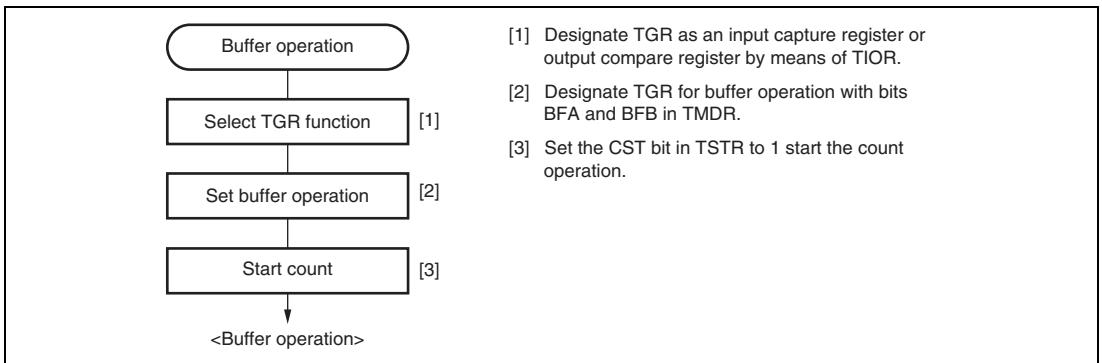 Buffer operation
Select TGR function
[1]
Set buffer operation
[2]
Start count
[3]
<Buffer operation>
[1] Designate TGR as an input capture register or
output compare register by means of TIOR.
[2] Designate TGR for buffer operation with bits
BFA and BFB in TMDR.
[3] Set the CST bit in TSTR to 1 start the count
operation.